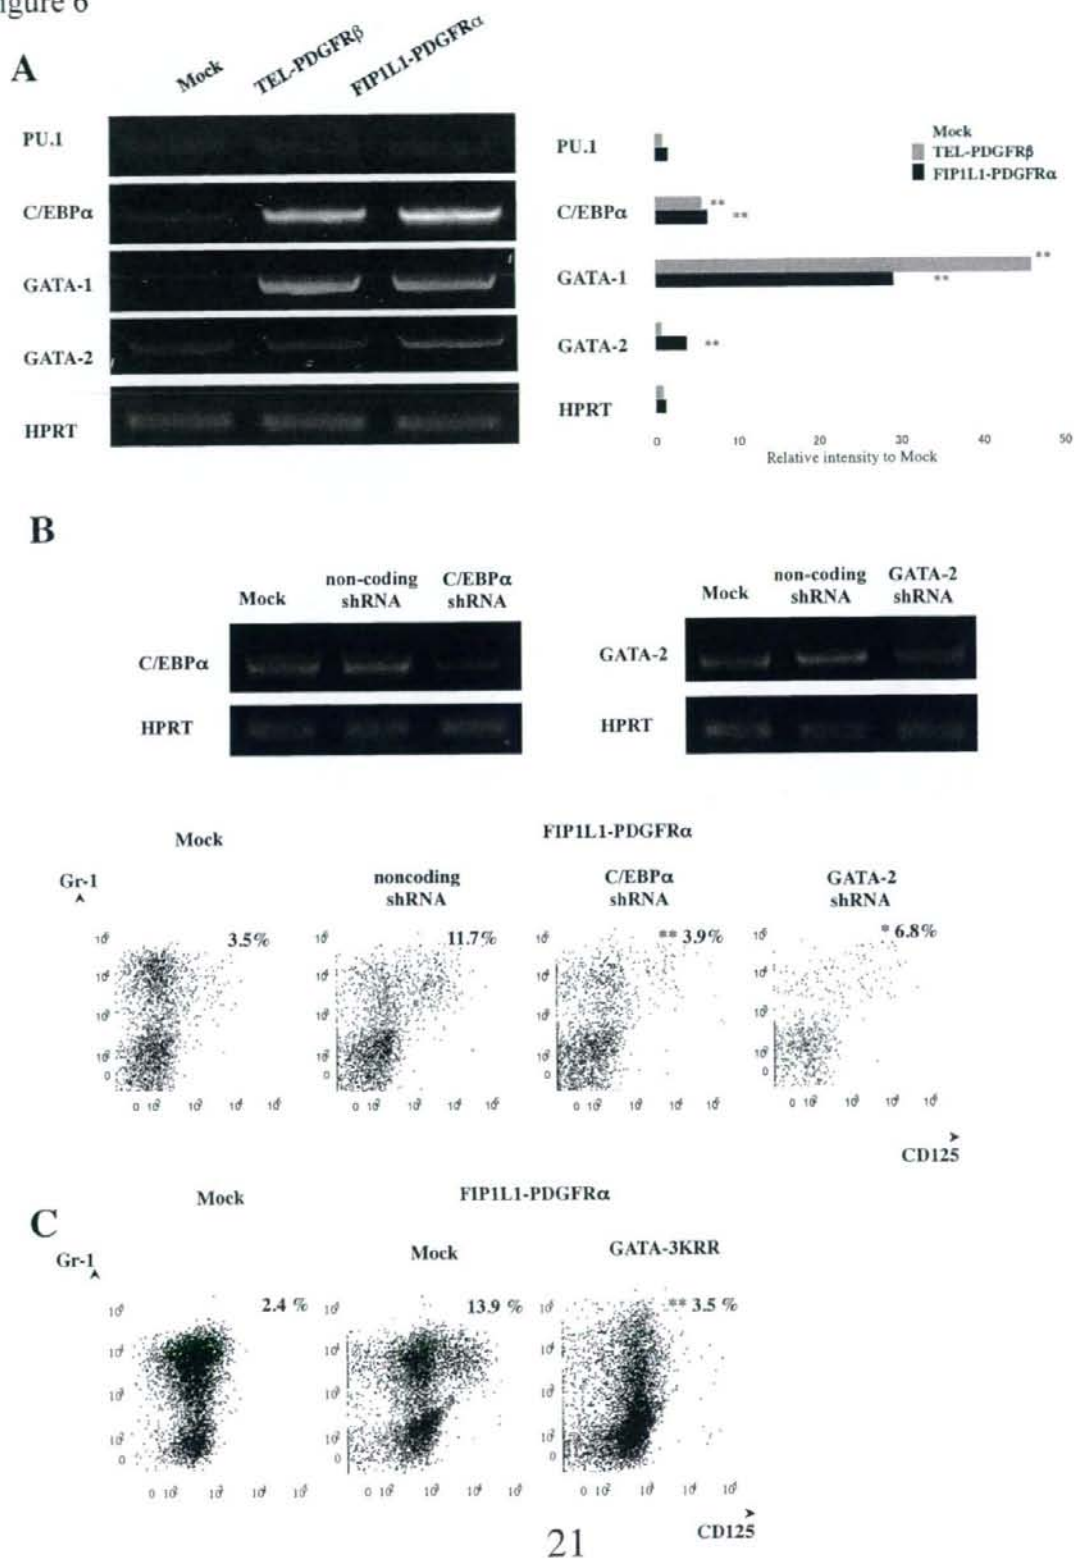 igure 6
A
Mock TEL-PDGFRβ FIP1L1-PDGFRα
PU.1
C/EBPα
GATA-1
GATA-2
HPRT
Mock
TEL-PDGFRβ
FIP1L1-PDGFRα
PU.1
C/EBPα **
**
GATA-1 **
**
GATA-2 **
HPRT
0 10 20 30 40 50
Relative intensity to Mock
B
Mock non-coding shRNA C/EBPα shRNA
C/EBPα
HPRT
Mock non-coding shRNA GATA-2 shRNA
GATA-2
HPRT
Mock
FIP1L1-PDGFRα
Gr-1
noncoding shRNA
C/EBPα shRNA
GATA-2 shRNA
3.5%
11.7%
** 3.9%
* 6.8%
CD125
Mock
FIP1L1-PDGFRα
C
Gr-1
Mock
GATA-3KRR
2.4 %
13.9 %
** 3.5 %
CD125
21